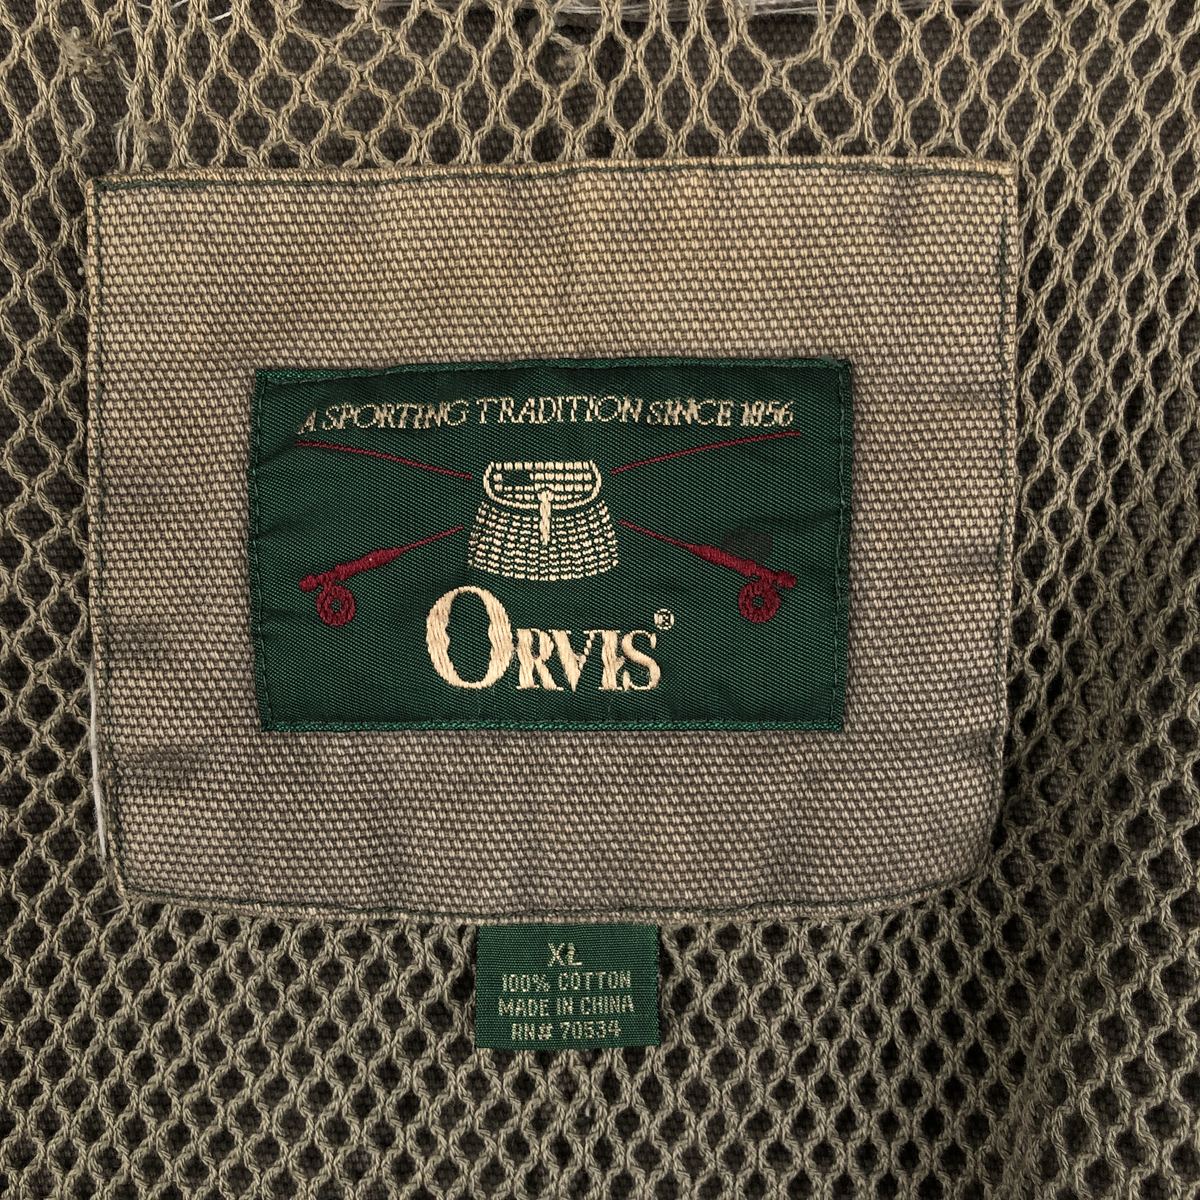 A SPORTING TRADITION SINCE 1856
ORVIS®
XL
100% COTTON
MADE IN CHINA
RN# 70534